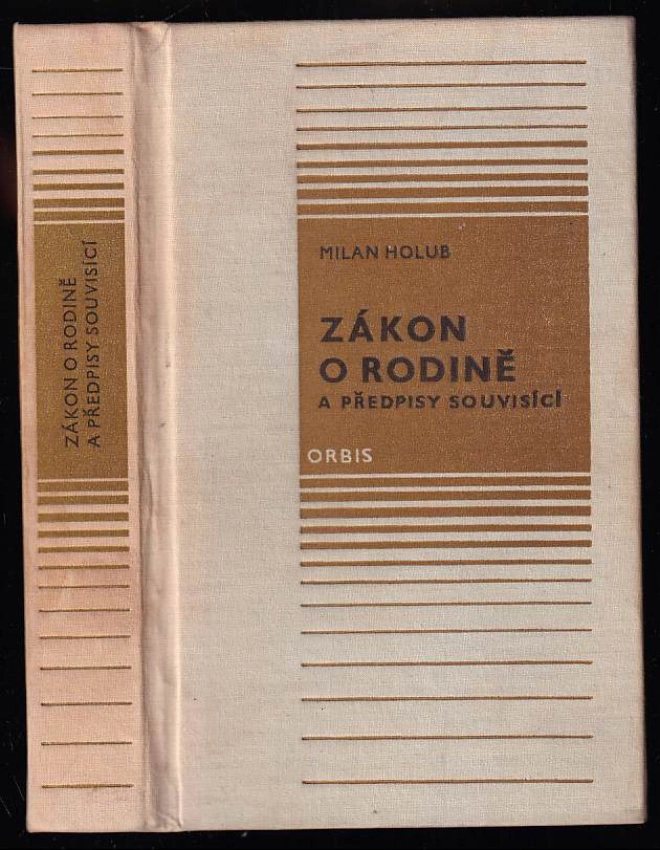 ZÁKON O RODINĚ
A PŘEDPISY SOUVISÍCÍ
MILAN HOLUB
ZÁKON
O RODINĚ
A PŘEDPISY SOUVISÍCÍ
ORBIS